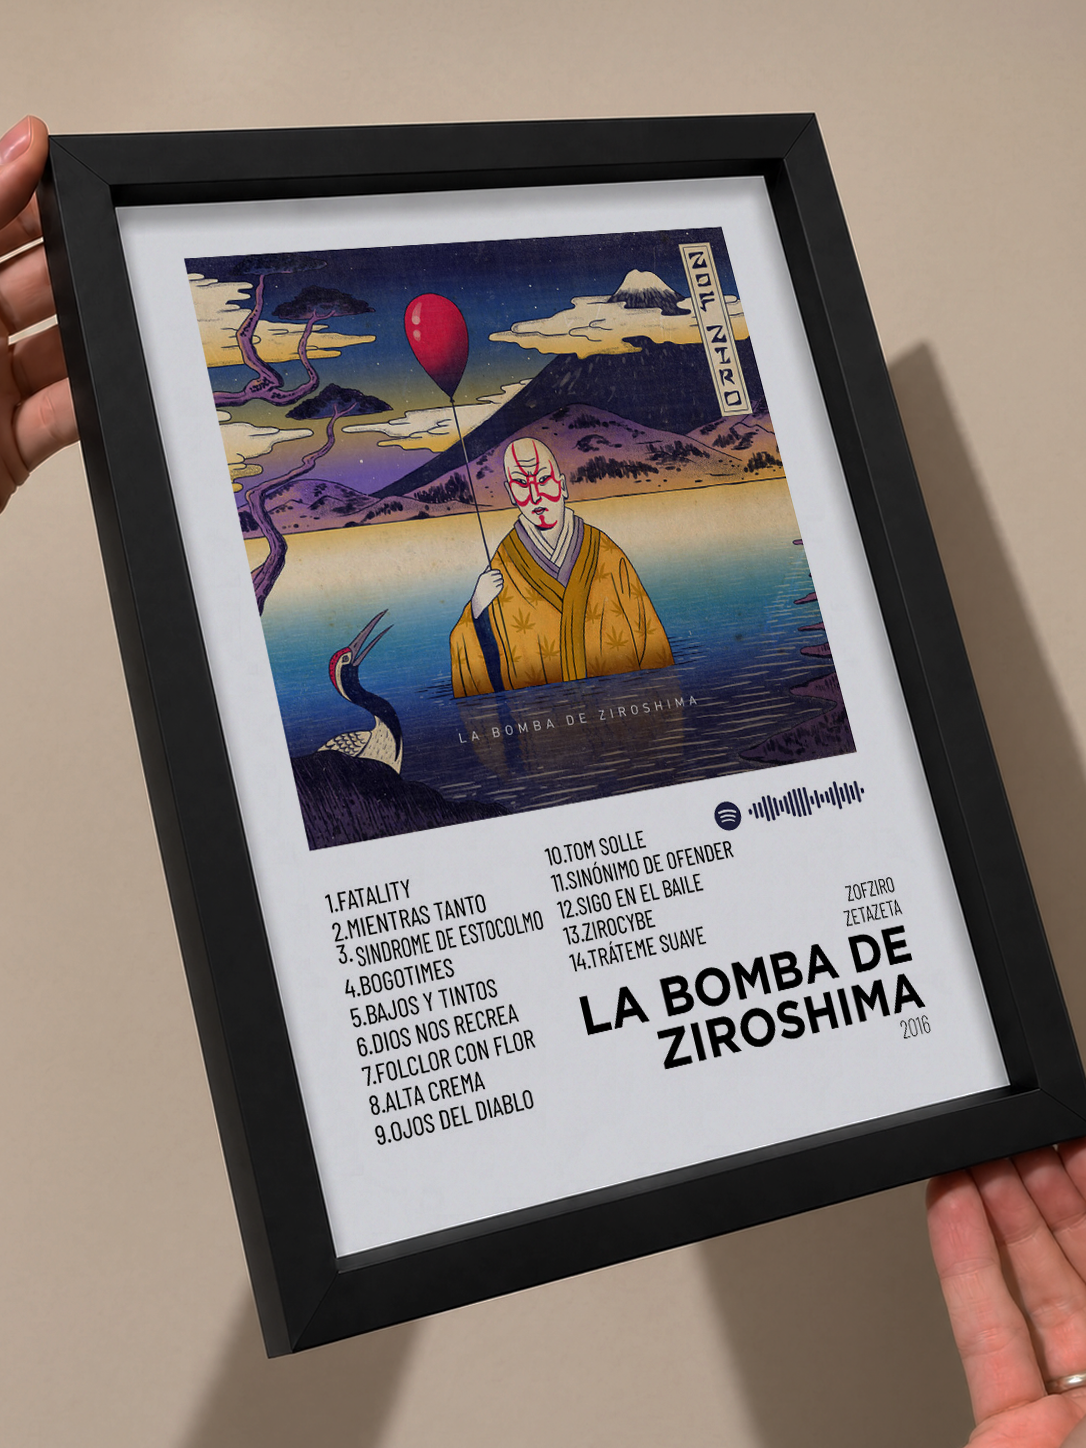 ZOF ZIRO
LA BOMBA DE ZIROSHIMA
1.FATALITY
2.MIENTRAS TANTO
3.SINDROME DE ESTOCOLMO
4.BOGOTIMES
5.BAJOS Y TINTOS
6.DIOS NOS RECREA
7.FOLCLOR CON FLOR
8.ALTA CREMA
9.OJOS DEL DIABLO
10.TOM SOLLE
11.SINÓNIMO DE OFENDER
12.SIGO EN EL BAILE
13.ZIROCYBE
14.TRÁTEME SUAVE
ZOFZIRO
ZETAZETA
LA BOMBA DE
ZIROSHIMA
2016